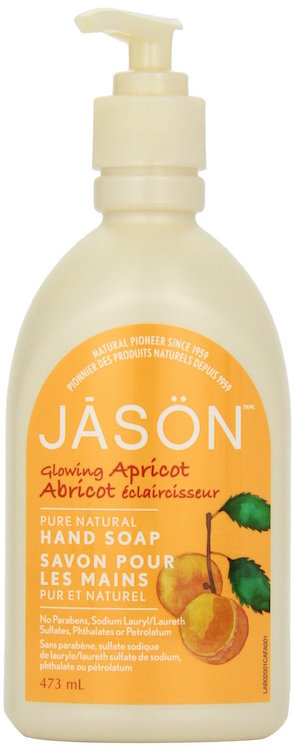 NATURAL PIONEER SINCE 1959
PIONNIER DES PRODUITS NATURELS DEPUIS 1959
JĀSÖN
Glowing Apricot
Abricot éclaircisseur
PURE NATURAL
HAND SOAP
SAVON POUR
LES MAINS
PUR ET NATUREL
No Parabens, Sodium Lauryl/Laureth
Sulfates, Phthalates or Petrolatum
Sans parabène, sulfate sodique
de lauryle/laureth sulfate de sodium,
phthalate ou pétrolatum
473 mL